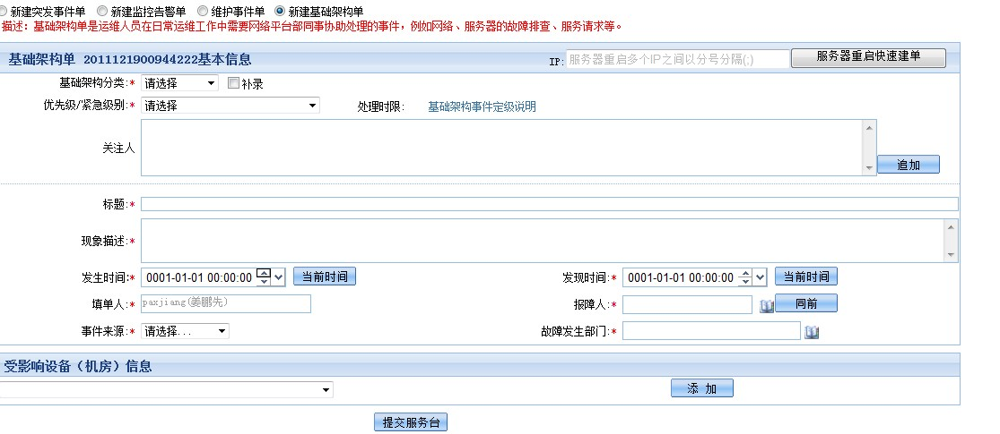 新建突发事件单 新建监控告警单 维护事件单 新建基础架构单
描述: 基础架构单是运维人员在日常运维工作中需要网络平台部同事协助处理的事件，例如网络、服务器的故障排查、服务请求等。
基础架构单 2011121900944222基本信息 IP: 服务器重启多个IP之间以分号分隔(;) 服务器重启快速建单
基础架构分类:* 请选择 补录
优先级/紧急级别:* 请选择 处理时限: 基础架构事件定级说明
关注人 追加
标题:*
现象描述:*
发生时间:* 0001-01-01 00:00:00 当前时间 发现时间:* 0001-01-01 00:00:00 当前时间
填单人:* paxjiang(姜鹏先) 报障人:* 同前
事件来源:* 请选择... 故障发生部门:*
受影响设备（机房）信息
添 加
提交服务台